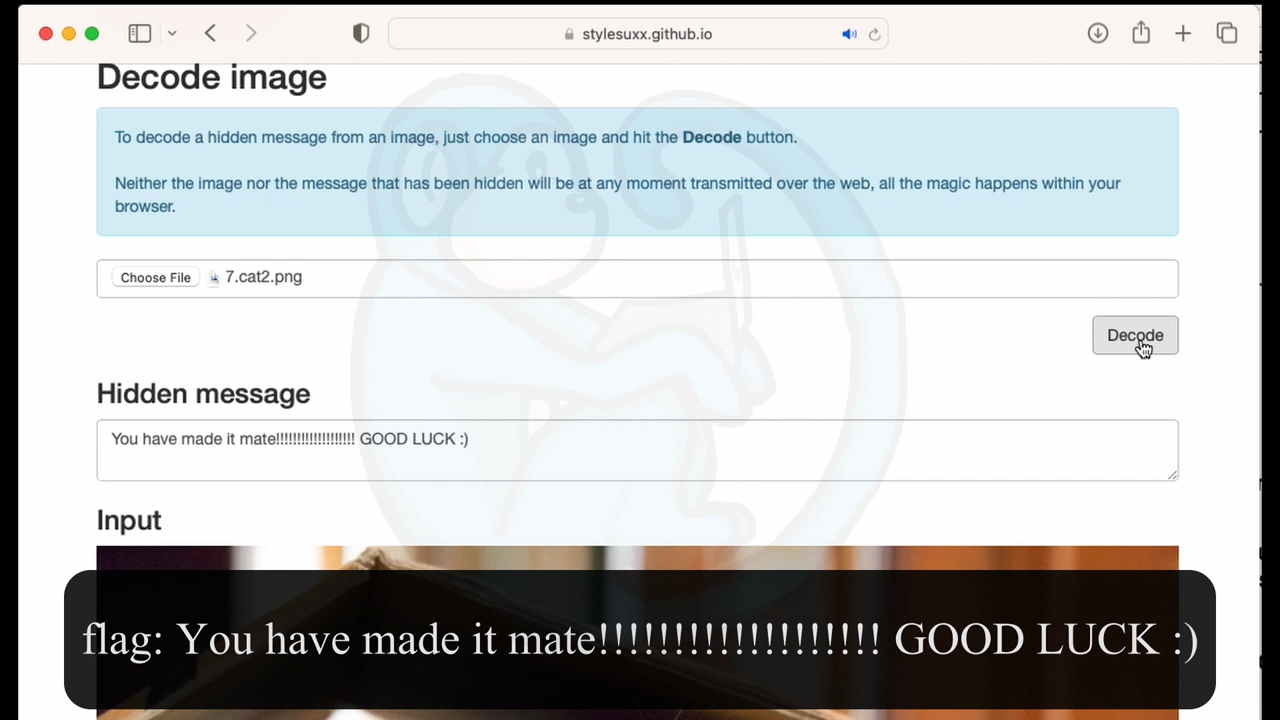 stylesuxx.github.io
Decode image
To decode a hidden message from an image, just choose an image and hit the Decode button.
Neither the image nor the message that has been hidden will be at any moment transmitted over the web, all the magic happens within your
browser.
Choose File 7.cat2.png
Decode
Hidden message
You have made it mate!!!!!!!!!!!!!!!!!!! GOOD LUCK :)
Input
flag: You have made it mate!!!!!!!!!!!!!!!!!!! GOOD LUCK :)